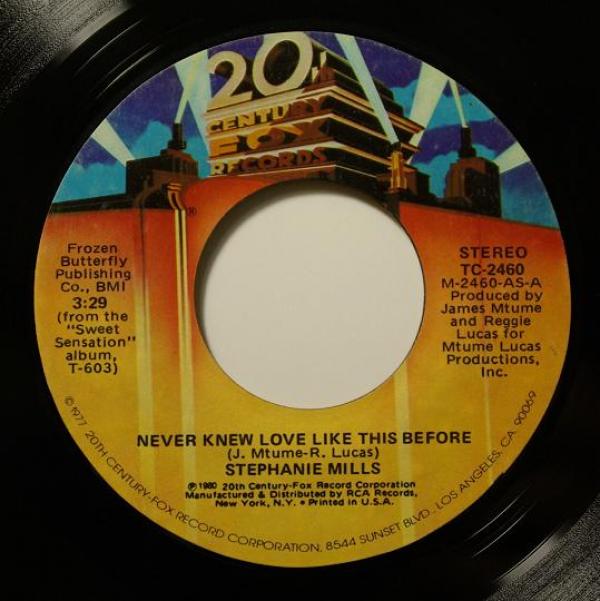 20th
CENTURY
FOX
RECORDS
®
Frozen
Butterfly
Publishing
Co., BMI
3:29
(from the
"Sweet
Sensation"
album,
T-603)
STEREO
TC-2460
M-2460-AS-A
Produced by
James Mtume
and Reggie
Lucas for
Mtume Lucas
Productions,
Inc.
NEVER KNEW LOVE LIKE THIS BEFORE
(J. Mtume-R. Lucas)
STEPHANIE MILLS
℗ 1980 20th Century-Fox Record Corporation
Manufactured & Distributed by RCA Records,
New York, N.Y. • Printed in U.S.A.
© 1977 20TH CENTURY-FOX RECORD CORPORATION, 8544 SUNSET BLVD., LOS ANGELES, CA. 90069